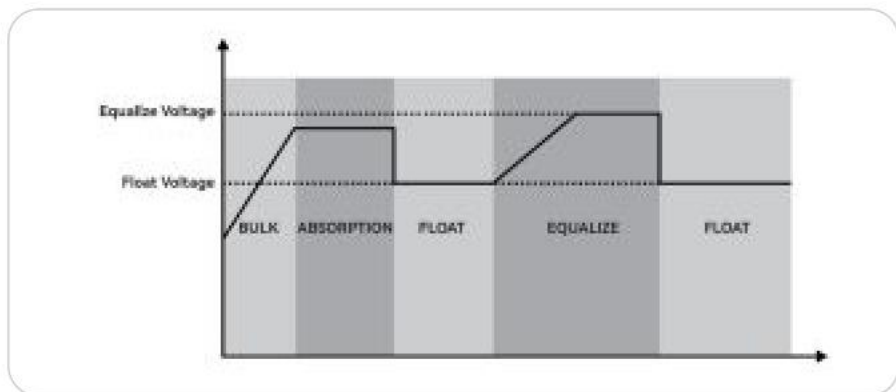 Equalize Voltage
Float Voltage
BULK ABSORPTION FLOAT EQUALIZE FLOAT